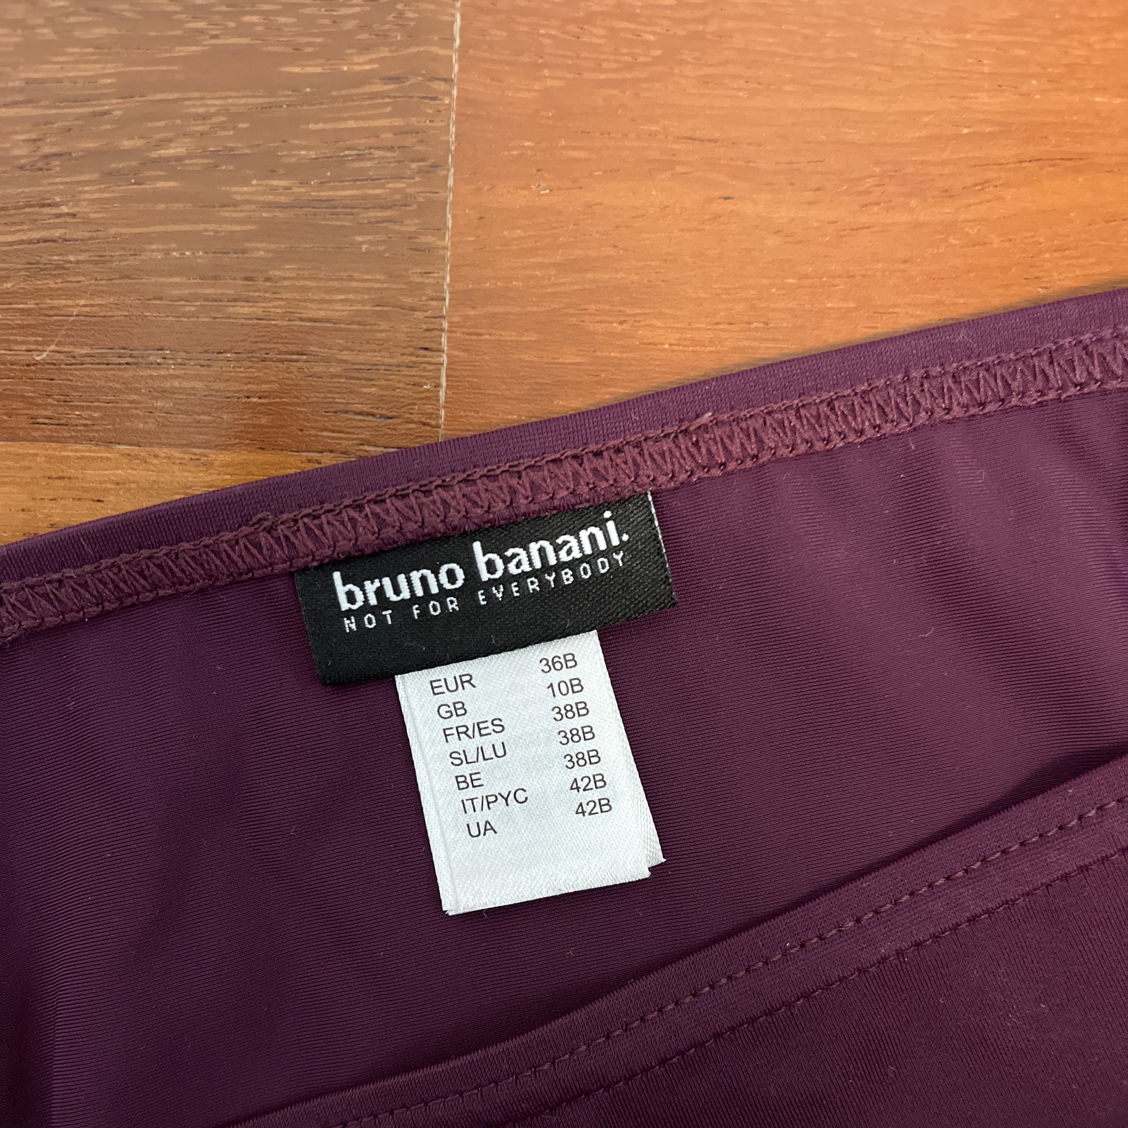 bruno banani.
NOT FOR EVERYBODY
EUR 36B
GB 10B
FR/ES 38B
SL/LU 38B
BE 38B
IT/PYC 42B
UA 42B